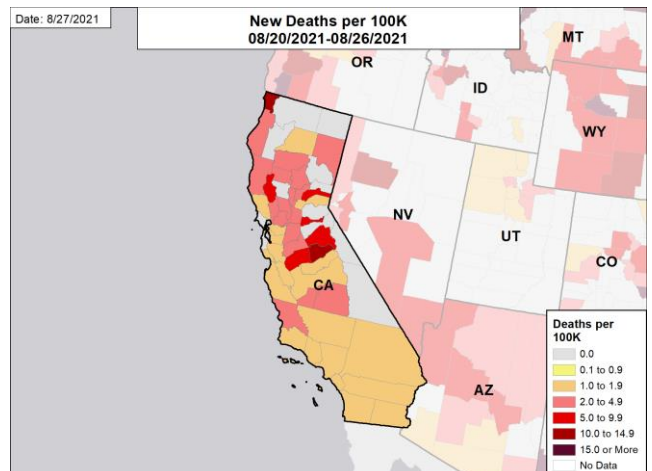 Date: 8/27/2021
New Deaths per 100K
08/20/2021-08/26/2021
MT
OR
ID
WY
NV
UT
CO
CA
AZ
Deaths per
100K
0.0
0.1 to 0.9
1.0 to 1.9
2.0 to 4.9
5.0 to 9.9
10.0 to 14.9
15.0 or More
No Data